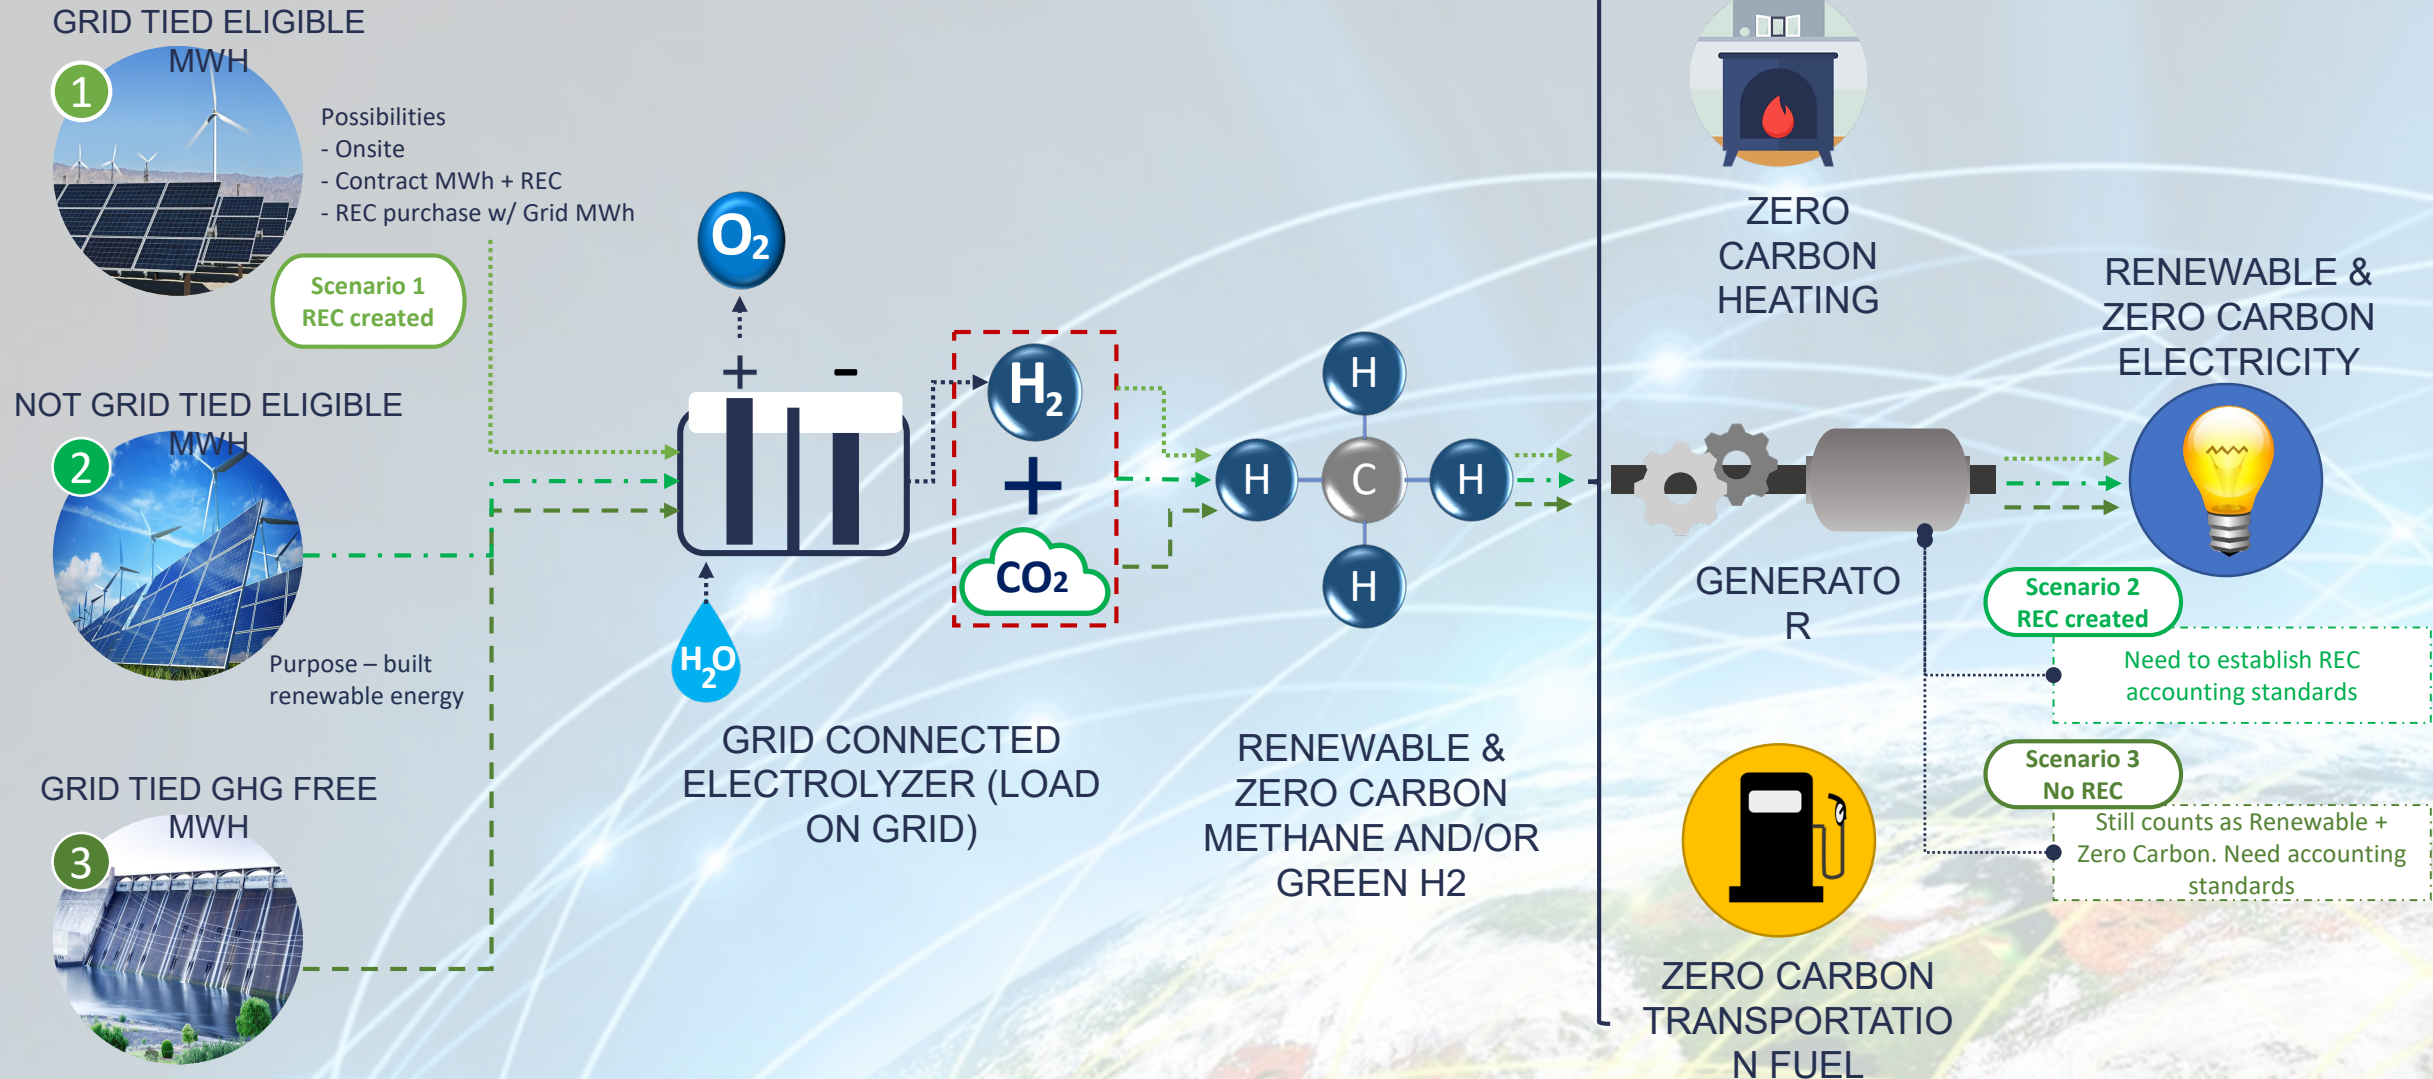 GRID TIED ELIGIBLE
MWH
1
Possibilities
- Onsite
- Contract MWh + REC
- REC purchase w/ Grid MWh
Scenario 1
REC created
NOT GRID TIED ELIGIBLE
MWH
2
Purpose – built
renewable energy
GRID TIED GHG FREE
MWH
3
O2
+ -
H2O
GRID CONNECTED
ELECTROLYZER (LOAD
ON GRID)
H2
+
CO2
H
H C H
H
RENEWABLE &
ZERO CARBON
METHANE AND/OR
GREEN H2
ZERO
CARBON
HEATING
GENERATO
R
ZERO CARBON
TRANSPORTATIO
N FUEL
RENEWABLE &
ZERO CARBON
ELECTRICITY
Scenario 2
REC created
Need to establish REC
accounting standards
Scenario 3
No REC
Still counts as Renewable +
Zero Carbon. Need accounting
standards